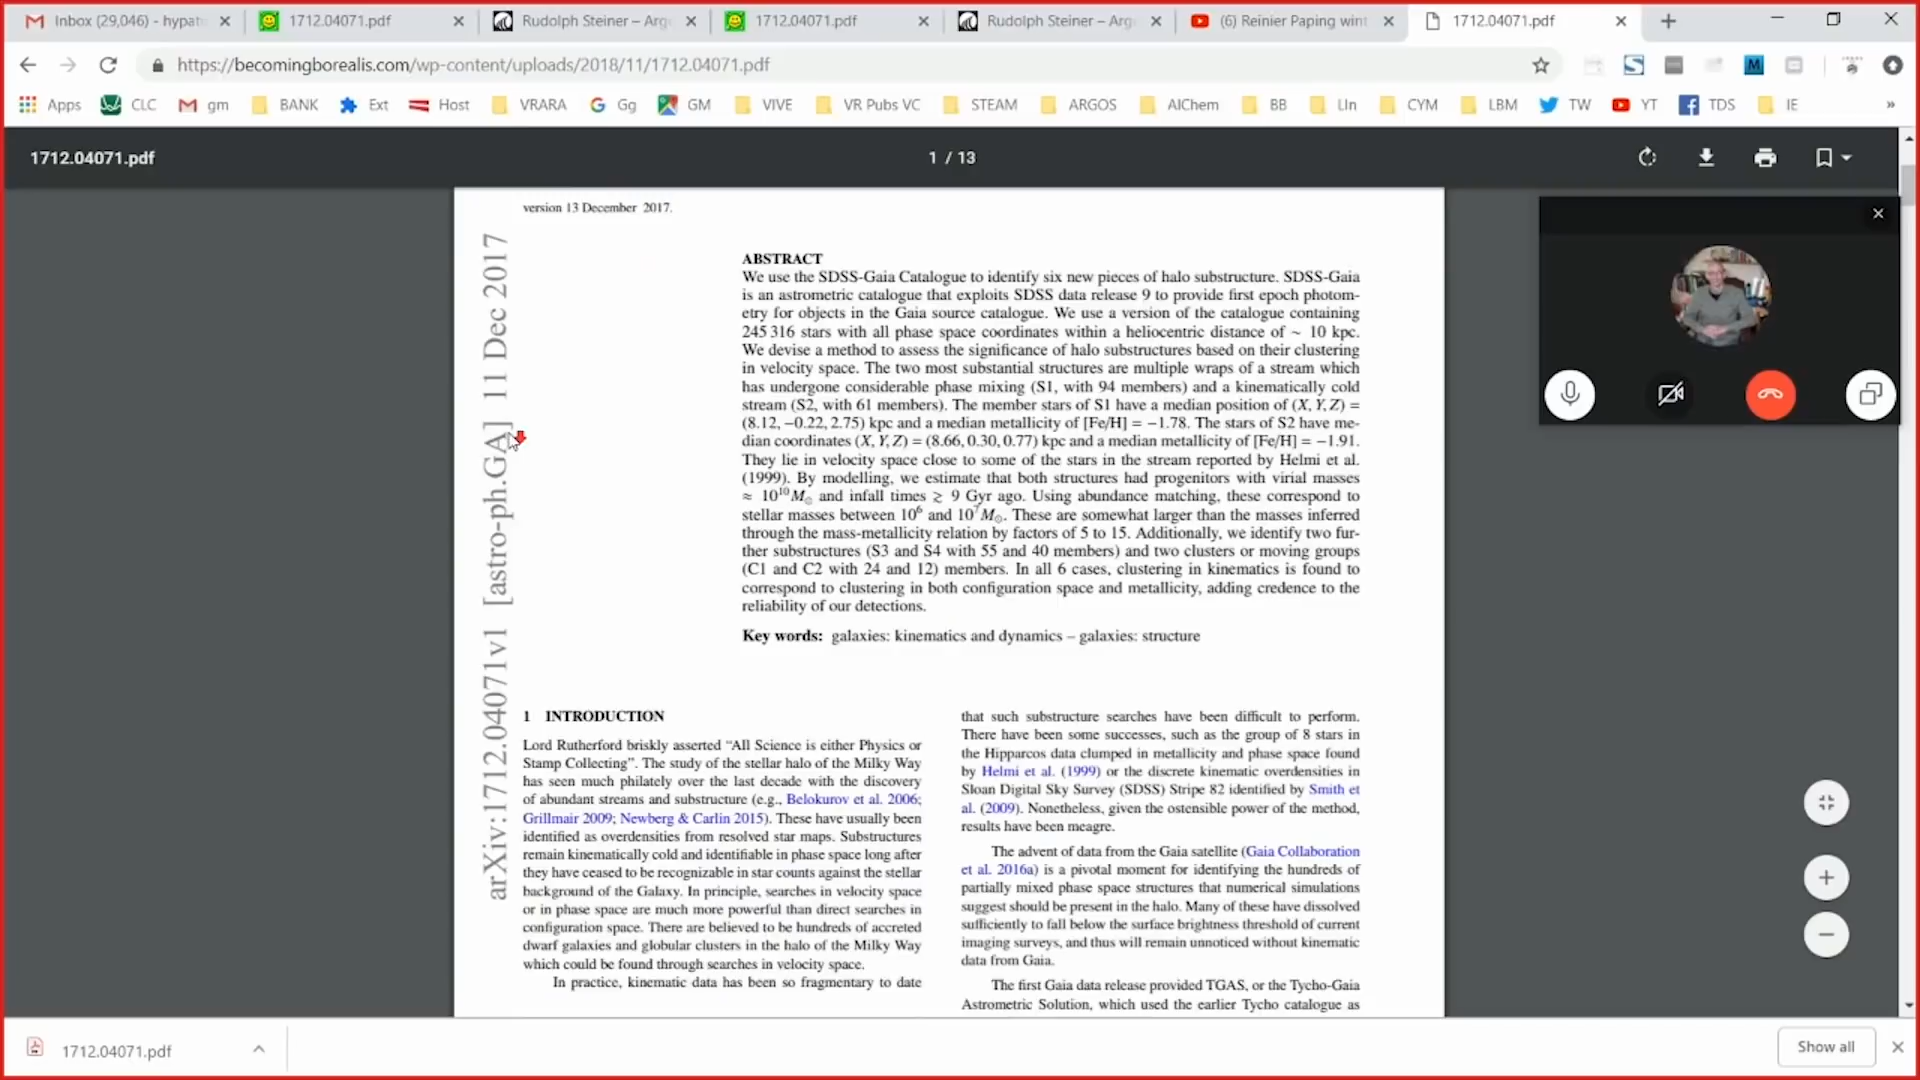 Inbox (29,046) - hypat
1712.04071.pdf
Rudolph Steiner – Arg
1712.04071.pdf
Rudolph Steiner – Arg
(6) Reinier Paping wint
1712.04071.pdf
https://becomingborealis.com/wp-content/uploads/2018/11/1712.04071.pdf
Apps CLC gm BANK Ext Host VRARA Gg GM VIVE VR Pubs VC STEAM ARGOS AIChem BB LIn CYM LBM TW YT TDS IE »
1712.04071.pdf
1 / 13
version 13 December 2017.
arXiv:1712.04071v1 [astro-ph.GA] 11 Dec 2017
ABSTRACT
We use the SDSS-Gaia Catalogue to identify six new pieces of halo substructure. SDSS-Gaia
is an astrometric catalogue that exploits SDSS data release 9 to provide first epoch photom-
etry for objects in the Gaia source catalogue. We use a version of the catalogue containing
245 316 stars with all phase space coordinates within a heliocentric distance of ~ 10 kpc.
We devise a method to assess the significance of halo substructures based on their clustering
in velocity space. The two most substantial structures are multiple wraps of a stream which
has undergone considerable phase mixing (S1, with 94 members) and a kinematically cold
stream (S2, with 61 members). The member stars of S1 have a median position of (X, Y, Z) =
(8.12, −0.22, 2.75) kpc and a median metallicity of [Fe/H] = −1.78. The stars of S2 have me-
dian coordinates (X, Y, Z) = (8.66, 0.30, 0.77) kpc and a median metallicity of [Fe/H] = −1.91.
They lie in velocity space close to some of the stars in the stream reported by Helmi et al.
(1999). By modelling, we estimate that both structures had progenitors with virial masses
≈ 10¹⁰M⊙ and infall times ≳ 9 Gyr ago. Using abundance matching, these correspond to
stellar masses between 10⁶ and 10⁷M⊙. These are somewhat larger than the masses inferred
through the mass-metallicity relation by factors of 5 to 15. Additionally, we identify two fur-
ther substructures (S3 and S4 with 55 and 40 members) and two clusters or moving groups
(C1 and C2 with 24 and 12) members. In all 6 cases, clustering in kinematics is found to
correspond to clustering in both configuration space and metallicity, adding credence to the
reliability of our detections.
Key words: galaxies: kinematics and dynamics – galaxies: structure
1 INTRODUCTION
Lord Rutherford briskly asserted “All Science is either Physics or
Stamp Collecting”. The study of the stellar halo of the Milky Way
has seen much philately over the last decade with the discovery
of abundant streams and substructure (e.g., Belokurov et al. 2006;
Grillmair 2009; Newberg & Carlin 2015). These have usually been
identified as overdensities from resolved star maps. Substructures
remain kinematically cold and identifiable in phase space long after
they have ceased to be recognizable in star counts against the stellar
background of the Galaxy. In principle, searches in velocity space
or in phase space are much more powerful than direct searches in
configuration space. There are believed to be hundreds of accreted
dwarf galaxies and globular clusters in the halo of the Milky Way
which could be found through searches in velocity space.
In practice, kinematic data has been so fragmentary to date
that such substructure searches have been difficult to perform.
There have been some successes, such as the group of 8 stars in
the Hipparcos data clumped in metallicity and phase space found
by Helmi et al. (1999) or the discrete kinematic overdensities in
Sloan Digital Sky Survey (SDSS) Stripe 82 identified by Smith et
al. (2009). Nonetheless, given the ostensible power of the method,
results have been meagre.
The advent of data from the Gaia satellite (Gaia Collaboration
et al. 2016a) is a pivotal moment for identifying the hundreds of
partially mixed phase space structures that numerical simulations
suggest should be present in the halo. Many of these have dissolved
sufficiently to fall below the surface brightness threshold of current
imaging surveys, and thus will remain unnoticed without kinematic
data from Gaia.
The first Gaia data release provided TGAS, or the Tycho-Gaia
Astrometric Solution, which used the earlier Tycho catalogue as
1712.04071.pdf
Show all